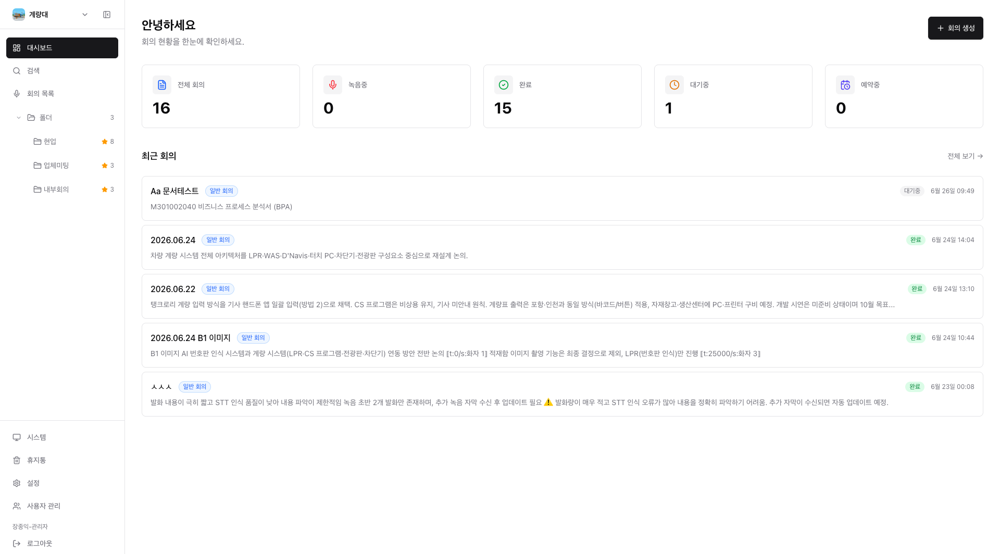 계량대
대시보드
검색
회의 목록
폴더 3
현업 8
업체미팅 3
내부회의 3
시스템
휴지통
설정
사용자 관리
장종익-관리자
로그아웃
안녕하세요
회의 현황을 한눈에 확인하세요.
+ 회의 생성
전체 회의
16
녹음중
0
완료
15
대기중
1
예약중
0
최근 회의
전체 보기 →
Aa 문서테스트 일반 회의 대기중 6월 26일 09:49
M301002040 비즈니스 프로세스 분석서 (BPA)
2026.06.24 일반 회의 완료 6월 24일 14:04
차량 계량 시스템 전체 아키텍처를 LPR·WAS·D'Navis·터치 PC·차단기·전광판 구성요소 중심으로 재설계 논의.
2026.06.22 일반 회의 완료 6월 24일 13:10
탱크로리 계량 입력 방식을 기사 핸드폰 앱 일괄 입력(방법 2)으로 채택. CS 프로그램은 비상용 유지, 기사 미안내 원칙. 계량표 출력은 포항·인천과 동일 방식(바코드/버튼) 적용, 자재창고·생산센터에 PC·프린터 구비 예정. 개발 시연은 미준비 상태이며 10월 목표...
2026.06.24 B1 이미지 일반 회의 완료 6월 24일 10:44
B1 이미지 AI 번호판 인식 시스템과 계량 시스템(LPR·CS 프로그램·전광판·차단기) 연동 방안 전반 논의 ⟦t:0/s:화자 1⟧ 적재함 이미지 촬영 기능은 최종 결정으로 제외, LPR(번호판 인식)만 진행 ⟦t:25000/s:화자 3⟧
ㅅㅅㅅ 일반 회의 완료 6월 23일 00:08
발화 내용이 극히 짧고 STT 인식 품질이 낮아 내용 파악이 제한적임 녹음 초반 2개 발화만 존재하며, 추가 녹음 자막 수신 후 업데이트 필요 ⚠️ 발화량이 매우 적고 STT 인식 오류가 많아 내용을 정확히 파악하기 어려움. 추가 자막이 수신되면 자동 업데이트 예정.